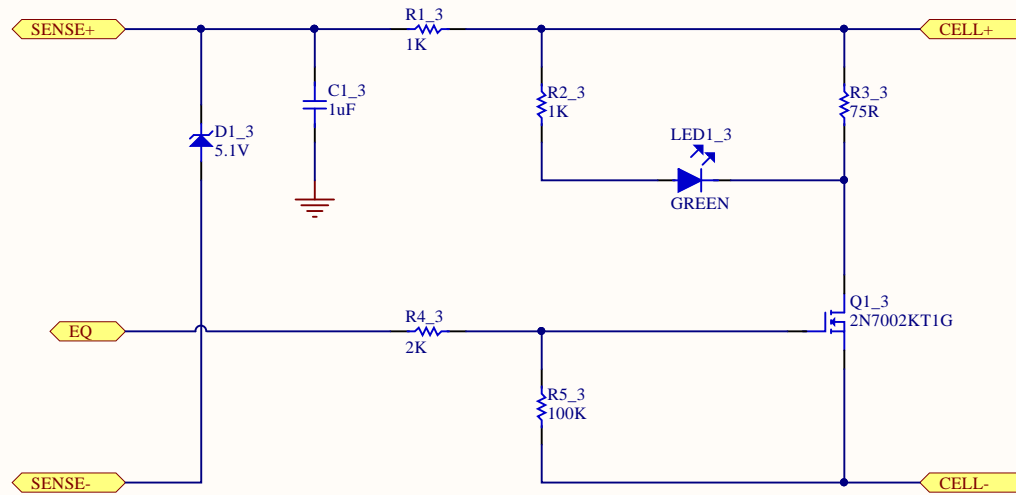 R1_3
SENSE+
CELL+
1K
C1_3
1uF
R2_3
1K
R3_3
75R
D1_3
5.1V
LED1_3
GREEN
Q1_3
2N7002KT1G
EQ
R4_3
2K
R5_3
100K
SENSE-
CELL-